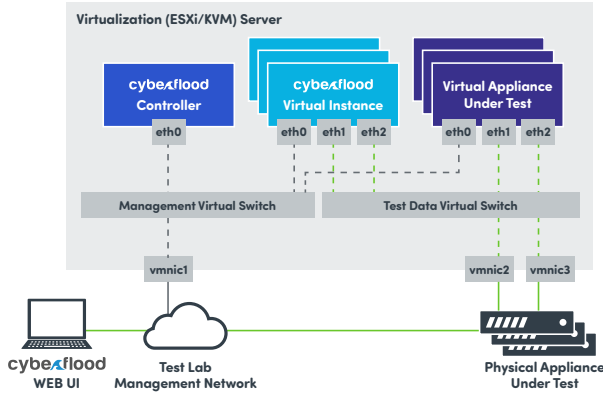 Virtualization (ESXi/KVM) Server
cyberflood
Controller
eth0
cyberflood
Virtual Instance
eth0
eth1
eth2
Virtual Appliance
Under Test
eth0
eth1
eth2
Management Virtual Switch
Test Data Virtual Switch
vmnic1
vmnic2
vmnic3
cyberflood
WEB UI
Test Lab
Management Network
Physical Appliance
Under Test